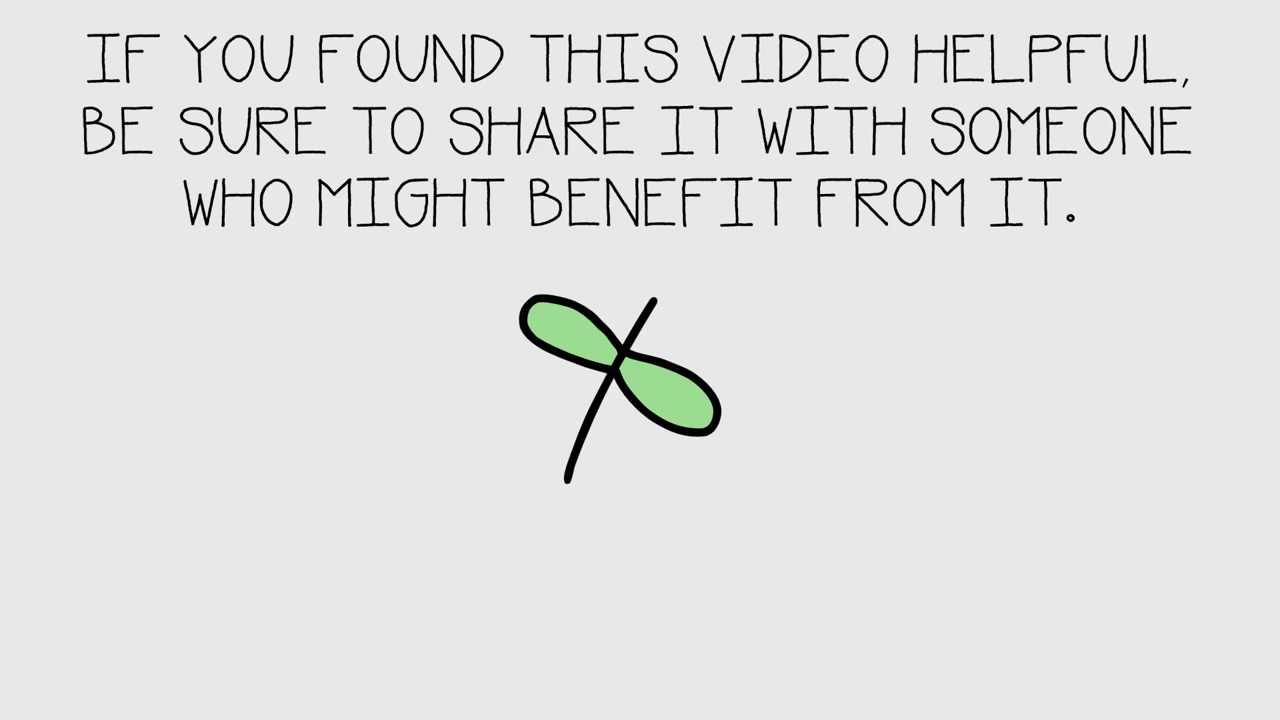 IF YOU FOUND THIS VIDEO HELPFUL,
BE SURE TO SHARE IT WITH SOMEONE
WHO MIGHT BENEFIT FROM IT.